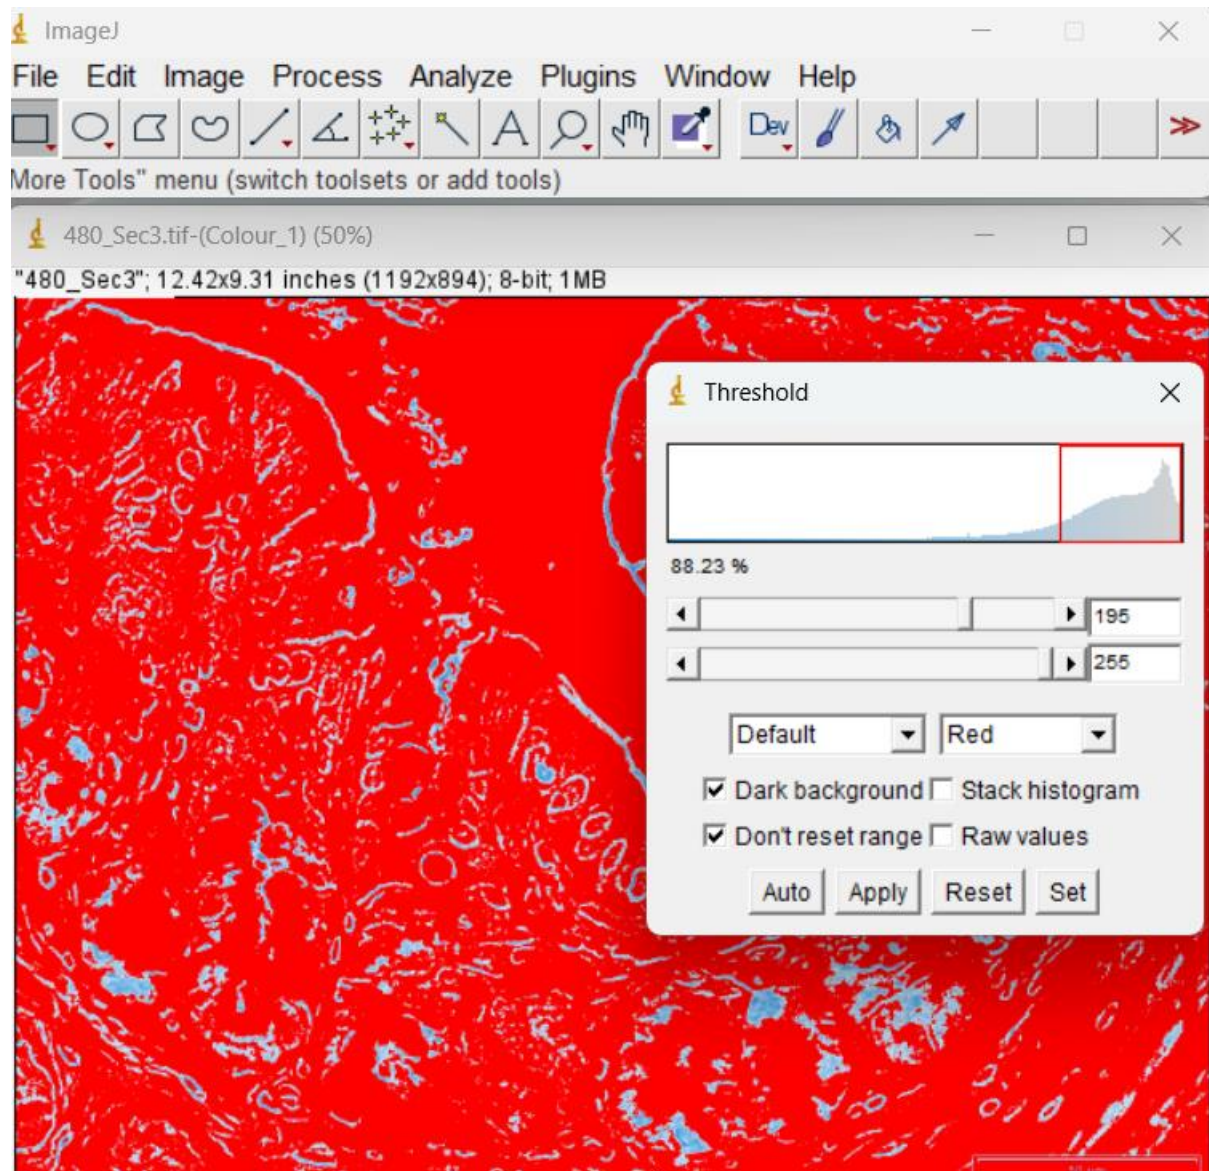 ImageJ
File Edit Image Process Analyze Plugins Window Help
A Dev
More Tools" menu (switch toolsets or add tools)
480_Sec3.tif-(Colour_1) (50%)
"480_Sec3"; 12.42x9.31 inches (1192x894); 8-bit; 1MB
Threshold
88.23 %
195
255
Default Red
Dark background Stack histogram
Don't reset range Raw values
Auto Apply Reset Set